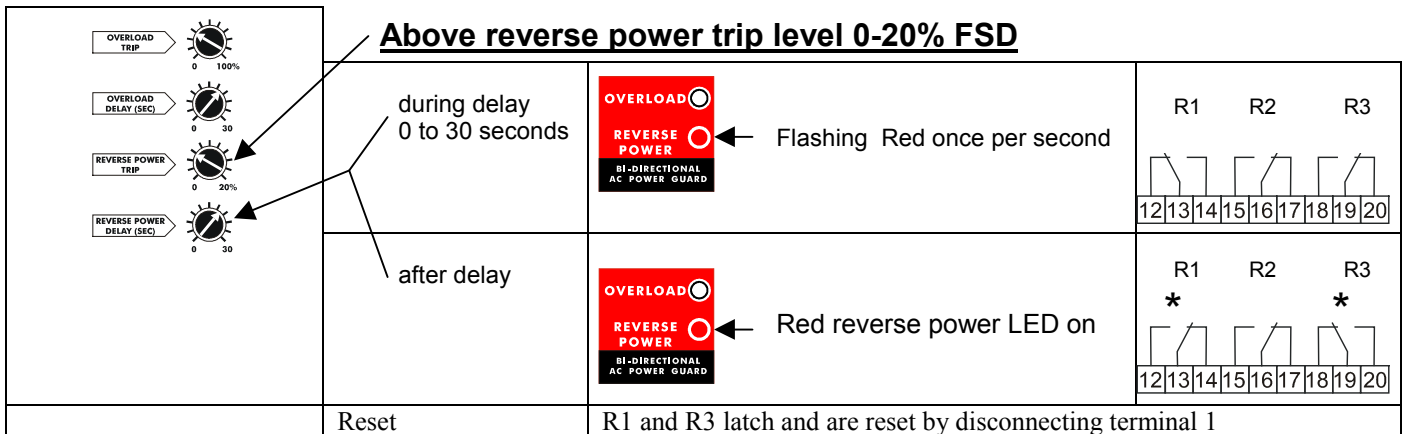 OVERLOAD
TRIP
0 100%
OVERLOAD
DELAY (SEC)
0 30
REVERSE POWER
TRIP
0 20%
REVERSE POWER
DELAY (SEC)
0 30
Above reverse power trip level 0-20% FSD
during delay
0 to 30 seconds
OVERLOAD
REVERSE
POWER
BI-DIRECTIONAL
AC POWER GUARD
Flashing Red once per second
R1 R2 R3
12 13 14 15 16 17 18 19 20
after delay
OVERLOAD
REVERSE
POWER
BI-DIRECTIONAL
AC POWER GUARD
Red reverse power LED on
R1 R2 R3
* *
12 13 14 15 16 17 18 19 20
Reset R1 and R3 latch and are reset by disconnecting terminal 1